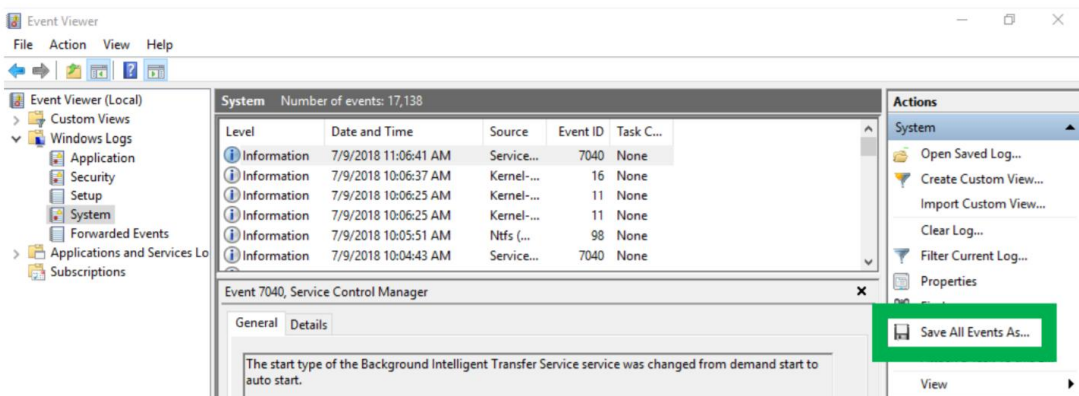 Event Viewer
File Action View Help
Event Viewer (Local)
Custom Views
Windows Logs
Application
Security
Setup
System
Forwarded Events
Applications and Services Lo
Subscriptions
System Number of events: 17,138
Level Date and Time Source Event ID Task C...
Information 7/9/2018 11:06:41 AM Service... 7040 None
Information 7/9/2018 10:06:37 AM Kernel-... 16 None
Information 7/9/2018 10:06:25 AM Kernel-... 11 None
Information 7/9/2018 10:06:25 AM Kernel-... 11 None
Information 7/9/2018 10:05:51 AM Ntfs (... 98 None
Information 7/9/2018 10:04:43 AM Service... 7040 None
Event 7040, Service Control Manager
General Details
The start type of the Background Intelligent Transfer Service service was changed from demand start to
auto start.
Actions
System
Open Saved Log...
Create Custom View...
Import Custom View...
Clear Log...
Filter Current Log...
Properties
Save All Events As...
View